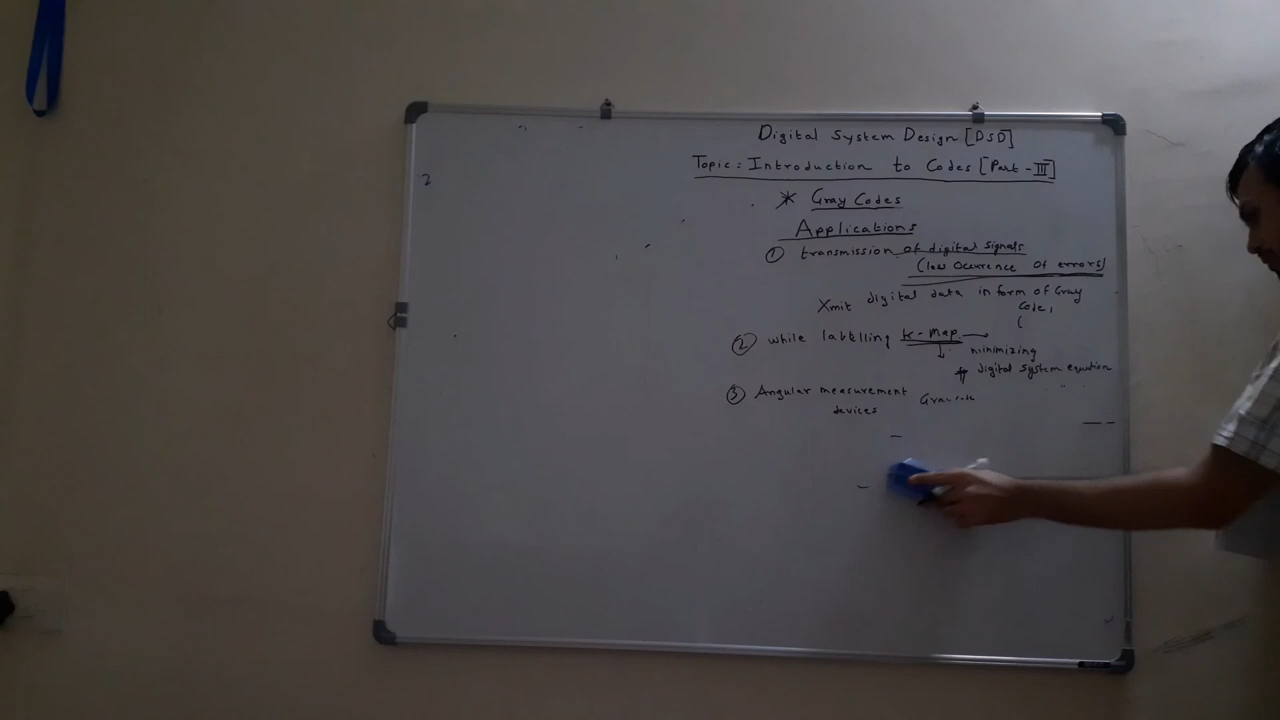 Digital System Design [DSD]
Topic: Introduction to Codes [Part - III]
* Gray Codes
Applications
① transmission of digital signals
(low Ocurrence of errors)
Xmit digital data in form of Gray
Code,
② while labelling K-Map →
minimizing
digital system equation
③ Angular measurement
devices
2